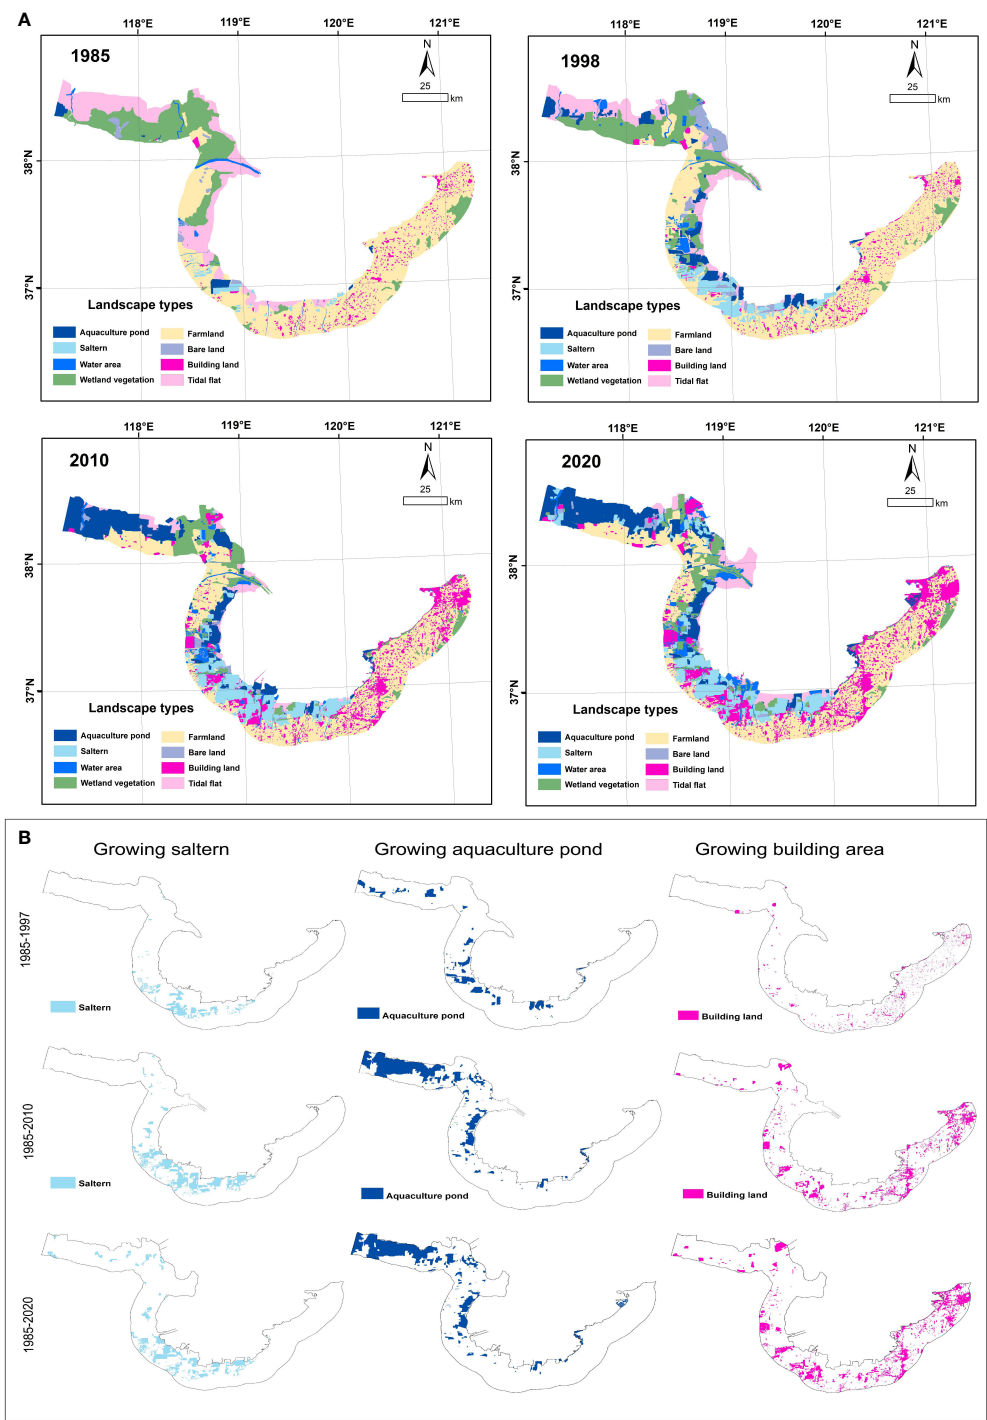 A
118°E 119°E 120°E 121°E
1985
N
25
km
38°N
37°N
Landscape types
Aquaculture pond
Saltern
Water area
Wetland vegetation
Farmland
Bare land
Building land
Tidal flat
118°E 119°E 120°E 121°E
1998
N
25
km
38°N
37°N
Landscape types
Aquaculture pond
Saltern
Water area
Wetland vegetation
Farmland
Bare land
Building land
Tidal flat
118°E 119°E 120°E 121°E
2010
N
25
km
38°N
37°N
Landscape types
Aquaculture pond
Saltern
Water area
Wetland vegetation
Farmland
Bare land
Building land
Tidal flat
118°E 119°E 120°E 121°E
2020
N
25
km
38°N
37°N
Landscape types
Aquaculture pond
Saltern
Water area
Wetland vegetation
Farmland
Bare land
Building land
Tidal flat
B
Growing saltern
Growing aquaculture pond
Growing building area
1985-1997
Saltern
Aquaculture pond
Building land
1985-2010
Saltern
Aquaculture pond
Building land
1985-2020